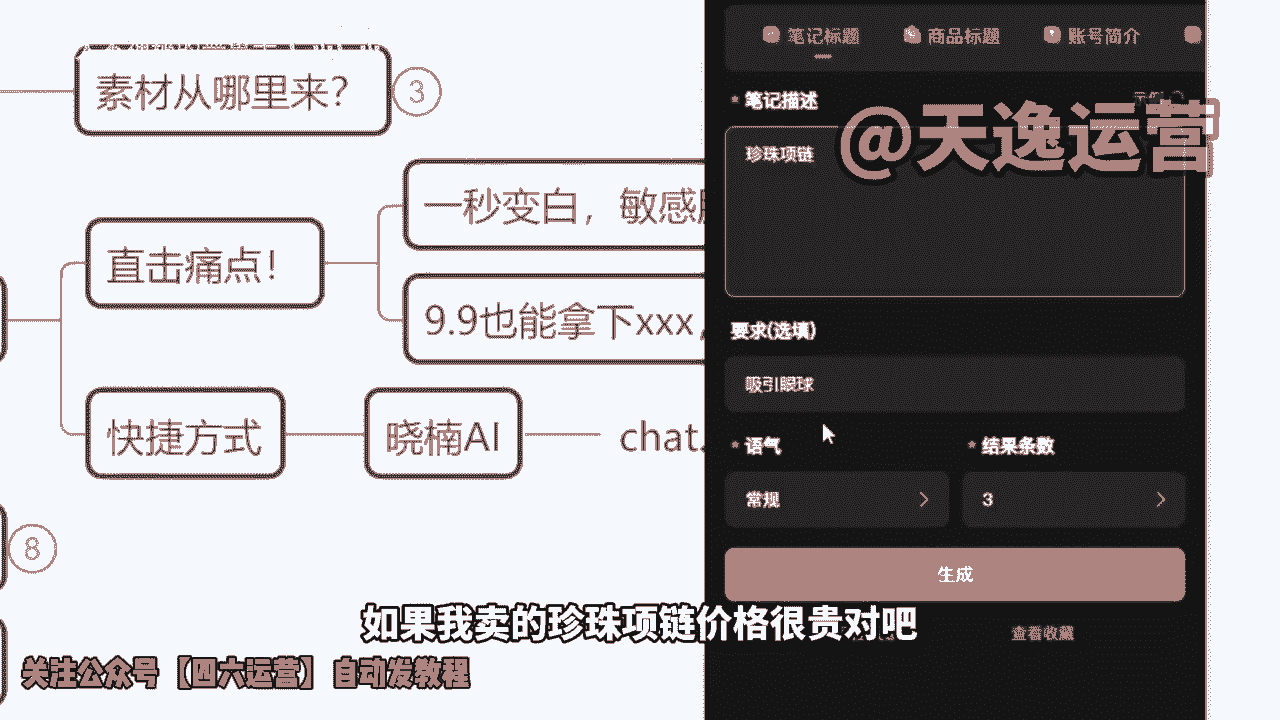 素材从哪里来？
3
直击痛点！
一秒变白，敏感
9.9也能拿下xxx，
快捷方式
晓楠AI
chat.
8
笔记标题
商品标题
账号简介
* 笔记描述
@天逸运营
珍珠项链
要求(选填)
吸引眼球
* 语气
* 结果条数
常规
3
生成
查看收藏
如果我卖的珍珠项链价格很贵对吧
关注公众号【四六运营】自动发教程